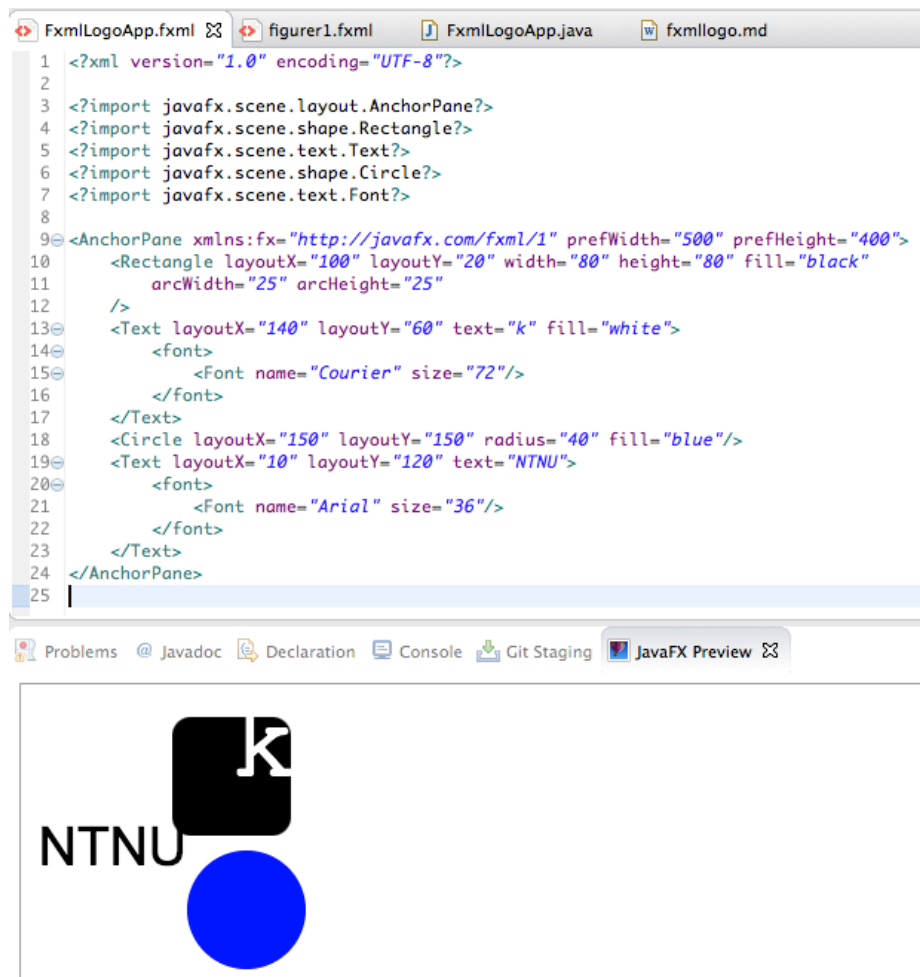 FxmlLogoApp.fxml figurer1.fxml FxmlLogoApp.java fxmllogo.md
1 <?xml version="1.0" encoding="UTF-8"?>
2
3 <?import javafx.scene.layout.AnchorPane?>
4 <?import javafx.scene.shape.Rectangle?>
5 <?import javafx.scene.text.Text?>
6 <?import javafx.scene.shape.Circle?>
7 <?import javafx.scene.text.Font?>
8
9 <AnchorPane xmlns:fx="http://javafx.com/fxml/1" prefWidth="500" prefHeight="400">
10     <Rectangle layoutX="100" layoutY="20" width="80" height="80" fill="black"
11         arcWidth="25" arcHeight="25"
12     />
13     <Text layoutX="140" layoutY="60" text="k" fill="white">
14         <font>
15             <Font name="Courier" size="72"/>
16         </font>
17     </Text>
18     <Circle layoutX="150" layoutY="150" radius="40" fill="blue"/>
19     <Text layoutX="10" layoutY="120" text="NTNU">
20         <font>
21             <Font name="Arial" size="36"/>
22         </font>
23     </Text>
24 </AnchorPane>
25
Problems @ Javadoc Declaration Console Git Staging JavaFX Preview
k
NTNU